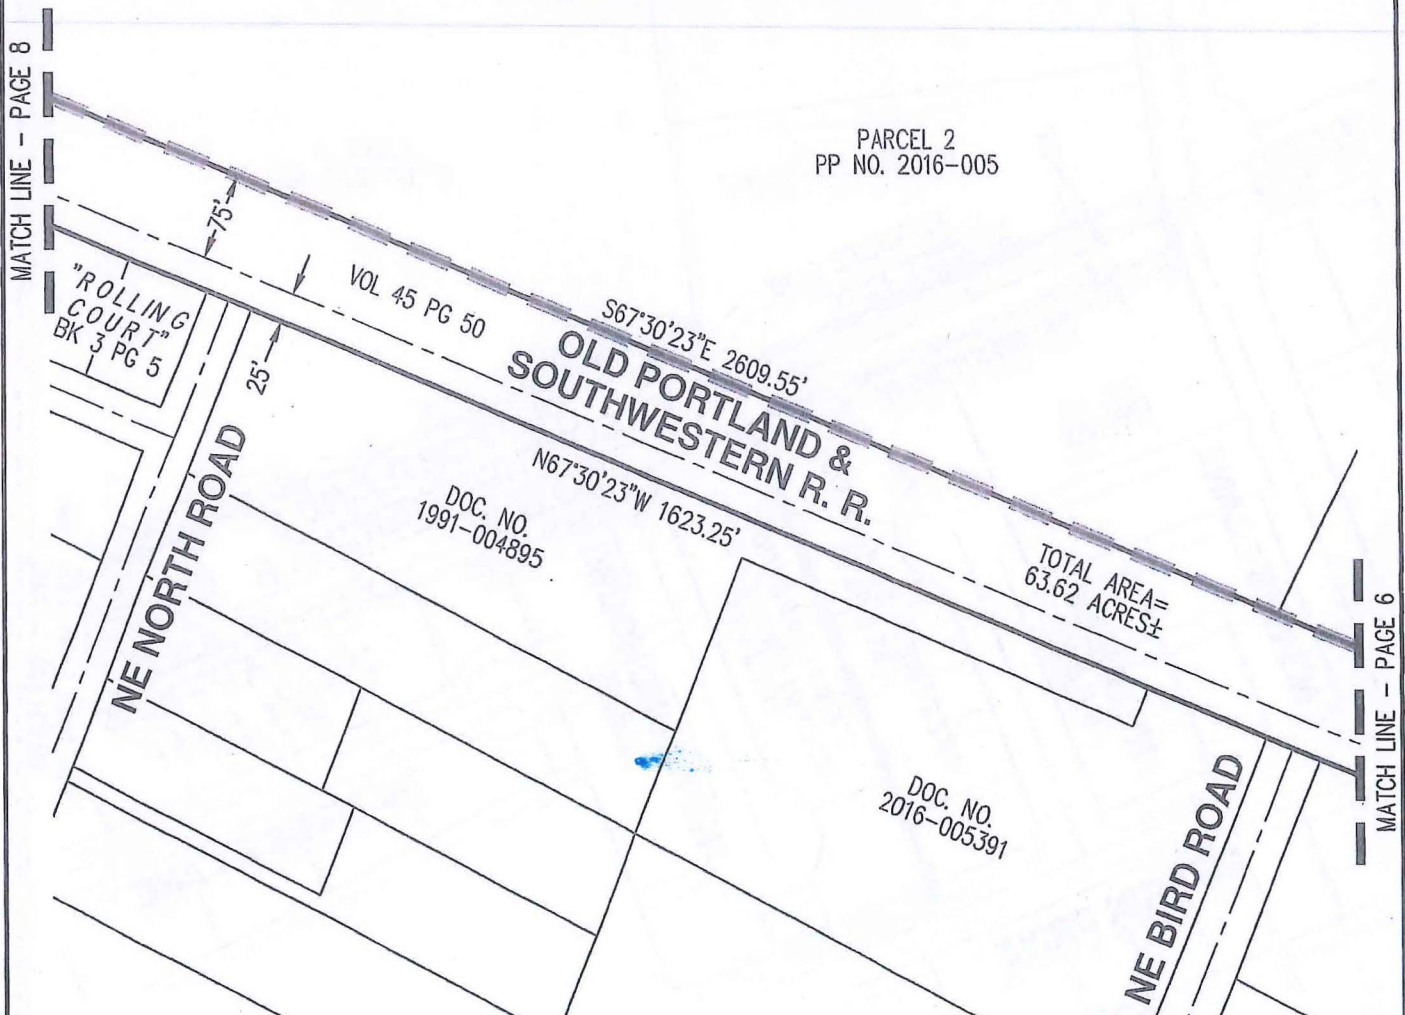 MATCH LINE - PAGE 8
PARCEL 2
PP NO. 2016-005
75'
VOL 45 PG 50
S67°30'23"E 2609.55'
OLD PORTLAND &
SOUTHWESTERN R. R.
"ROLLING
COURT"
BK 3 PG 5
25'
N67°30'23"W 1623.25'
NE NORTH ROAD
DOC. NO.
1991-004895
TOTAL AREA=
63.62 ACRES±
MATCH LINE - PAGE 6
DOC. NO.
2016-005391
NE BIRD ROAD